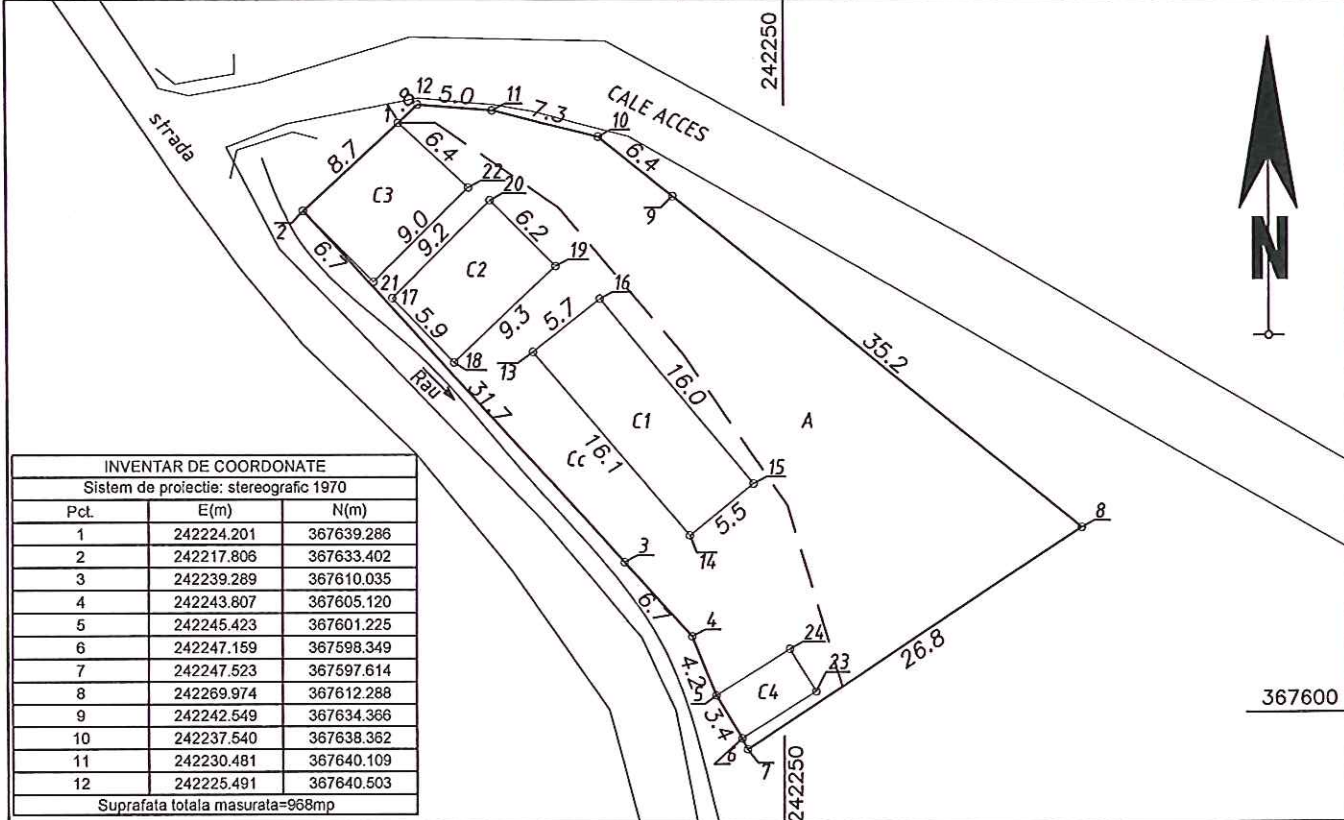 242250
CALE ACCES
strada
12
5.0
11
7.3
10
6.4
1.8
1
8.7
6.4
22
20
C3
9.0
9.2
6.2
9
2
6.7
21
17
C2
19
16
5.9
9.3
5.7
18
13
35.2
Rau
31.7
16.0
C1
A
Cc
16.1
15
5.5
14
8
3
6.7
4
24
4.2
5
C4
23
26.8
3.4
6
7
242250
367600
N
INVENTAR DE COORDONATE
Sistem de proiectie: stereografic 1970
Pct. E(m) N(m)
1 242224.201 367639.286
2 242217.806 367633.402
3 242239.289 367610.035
4 242243.807 367605.120
5 242245.423 367601.225
6 242247.159 367598.349
7 242247.523 367597.614
8 242269.974 367612.288
9 242242.549 367634.366
10 242237.540 367638.362
11 242230.481 367640.109
12 242225.491 367640.503
Suprafata totala masurata=968mp